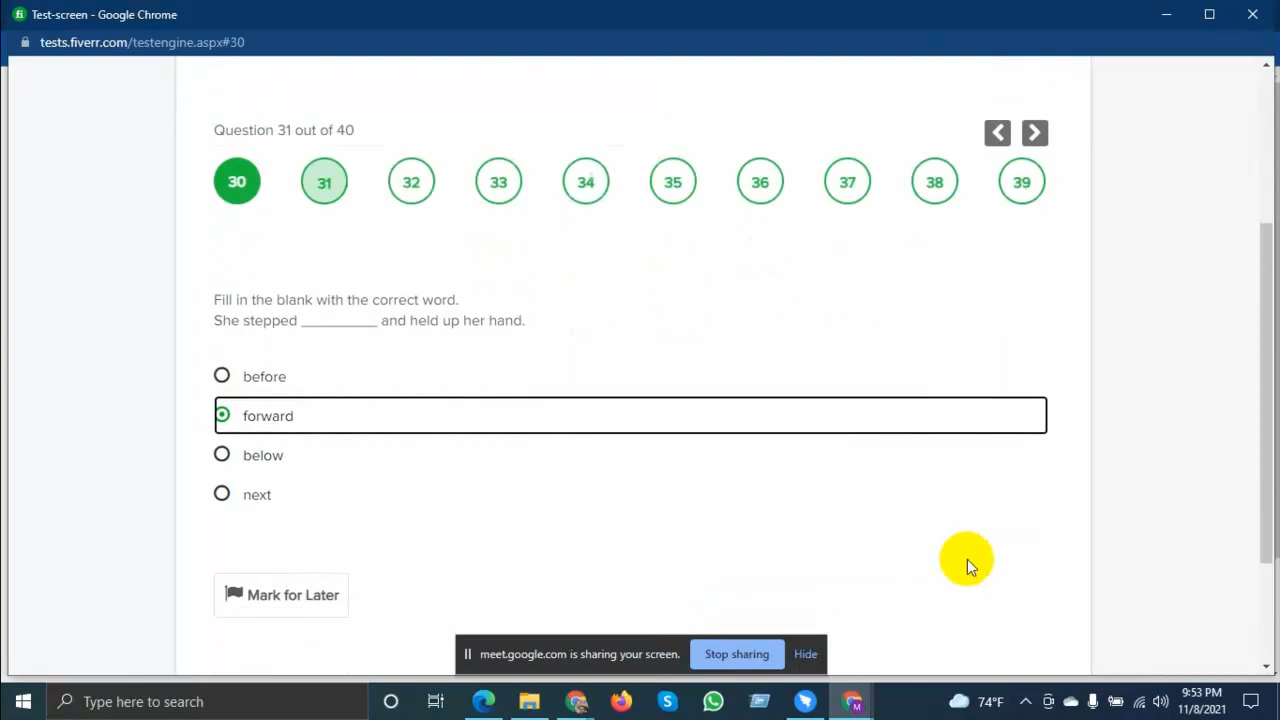 fi Test-screen - Google Chrome
tests.fiverr.com/testengine.aspx#30
Question 31 out of 40
30 31 32 33 34 35 36 37 38 39
Fill in the blank with the correct word.
She stepped __________ and held up her hand.
before
forward
below
next
Mark for Later
meet.google.com is sharing your screen. Stop sharing Hide
Type here to search
M
74°F
9:53 PM
11/8/2021